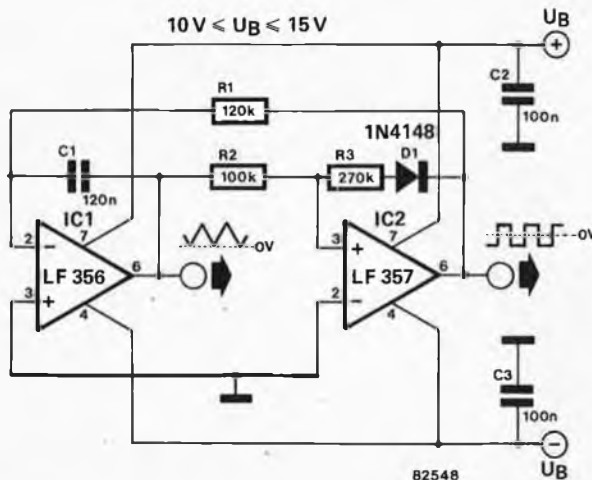 10 V ⩽ UB ⩽ 15 V
UB
+
R1
120k
C2
100n
1N4148
C1
120n
R2
100k
R3
270k
D1
IC1
IC2
2
−
7
LF 356
6
3
+
4
0V
3
+
7
LF 357
6
2
−
4
0V
C3
100n
−
UB
82548